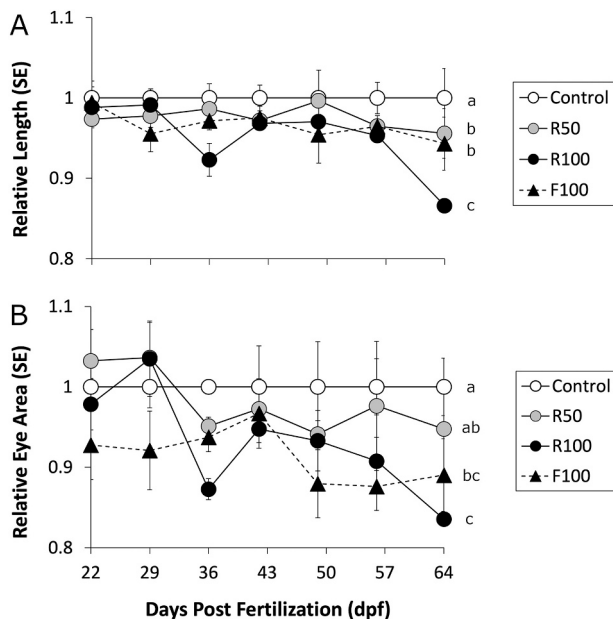 A
1.1
1
0.9
0.8
Relative Length (SE)
a
b
b
c
Control
R50
R100
F100
B
1.1
1
0.9
0.8
Relative Eye Area (SE)
a
ab
bc
c
Control
R50
R100
F100
22 29 36 43 50 57 64
Days Post Fertilization (dpf)